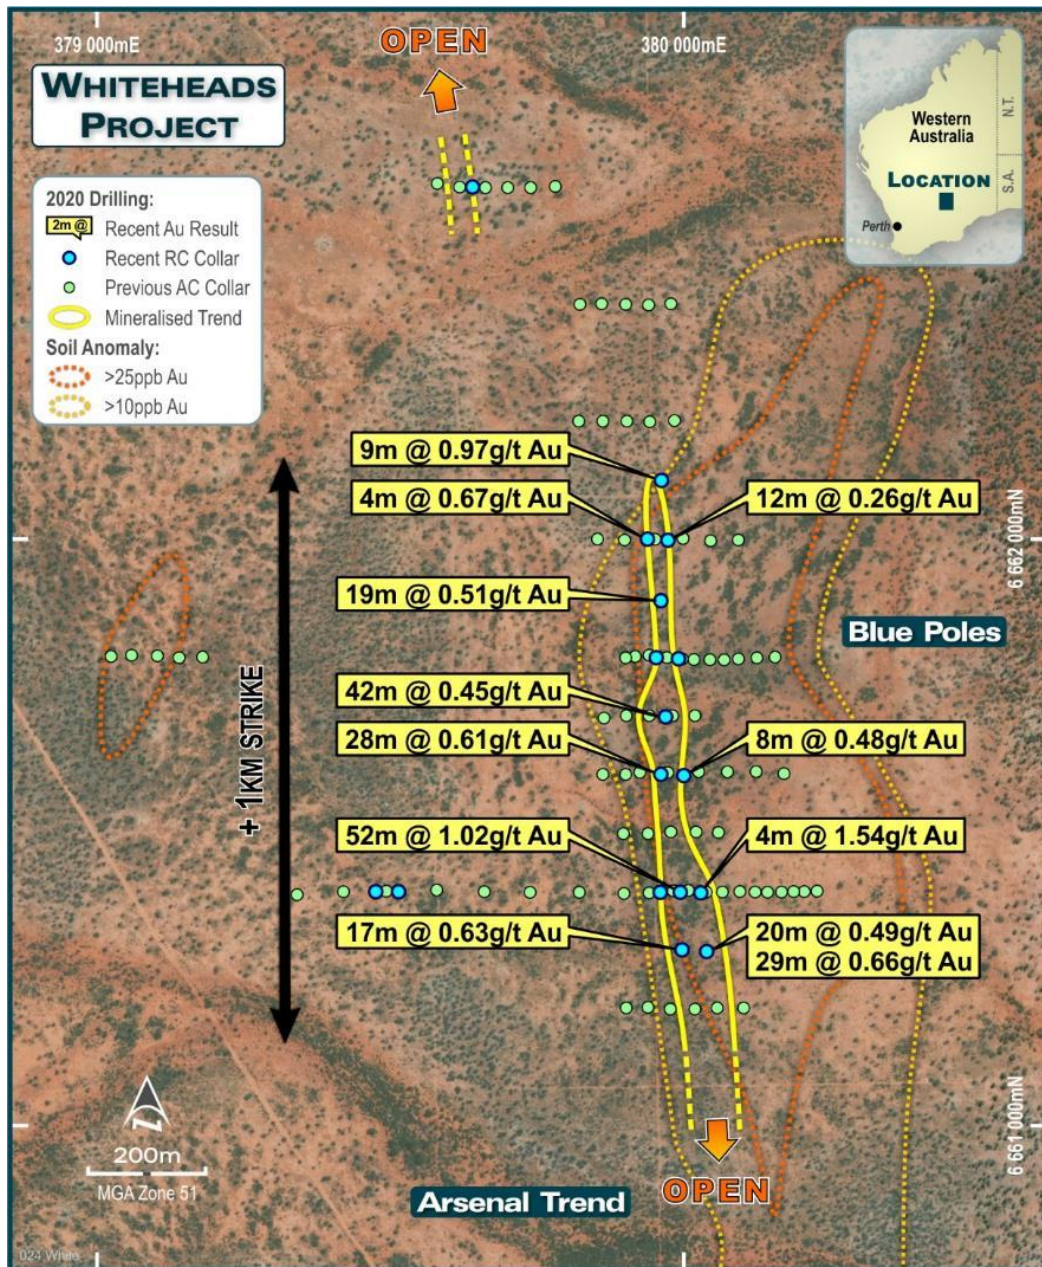 379 000mE
OPEN
380 000mE
WHITEHEADS
PROJECT
Western
Australia
N.T.
S.A.
LOCATION
Perth
2020 Drilling:
2m @
Recent Au Result
Recent RC Collar
Previous AC Collar
Mineralised Trend
Soil Anomaly:
>25ppb Au
>10ppb Au
9m @ 0.97g/t Au
4m @ 0.67g/t Au
12m @ 0.26g/t Au
6 662 000mN
19m @ 0.51g/t Au
Blue Poles
+ 1KM STRIKE
42m @ 0.45g/t Au
28m @ 0.61g/t Au
8m @ 0.48g/t Au
52m @ 1.02g/t Au
4m @ 1.54g/t Au
17m @ 0.63g/t Au
20m @ 0.49g/t Au
29m @ 0.66g/t Au
6 661 000mN
N
200m
MGA Zone 51
Arsenal Trend
OPEN
024 White